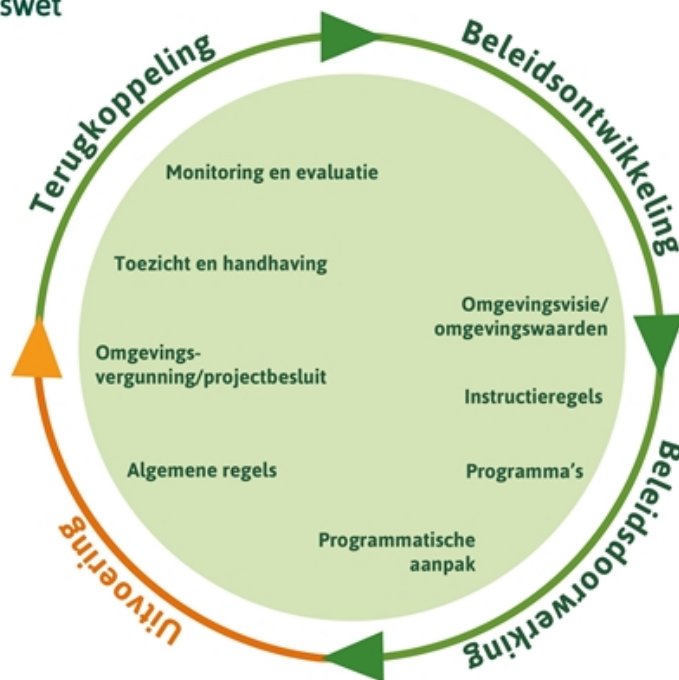 swet
Beleidsontwikkeling
Terugkoppeling
Monitoring en evaluatie
Toezicht en handhaving
Omgevingsvisie/
omgevingswaarden
Omgevings-
vergunning/projectbesluit
Instructieregels
Algemene regels
Programma's
Programmatische
aanpak
Beleidsdoorwerking
Uitvoering